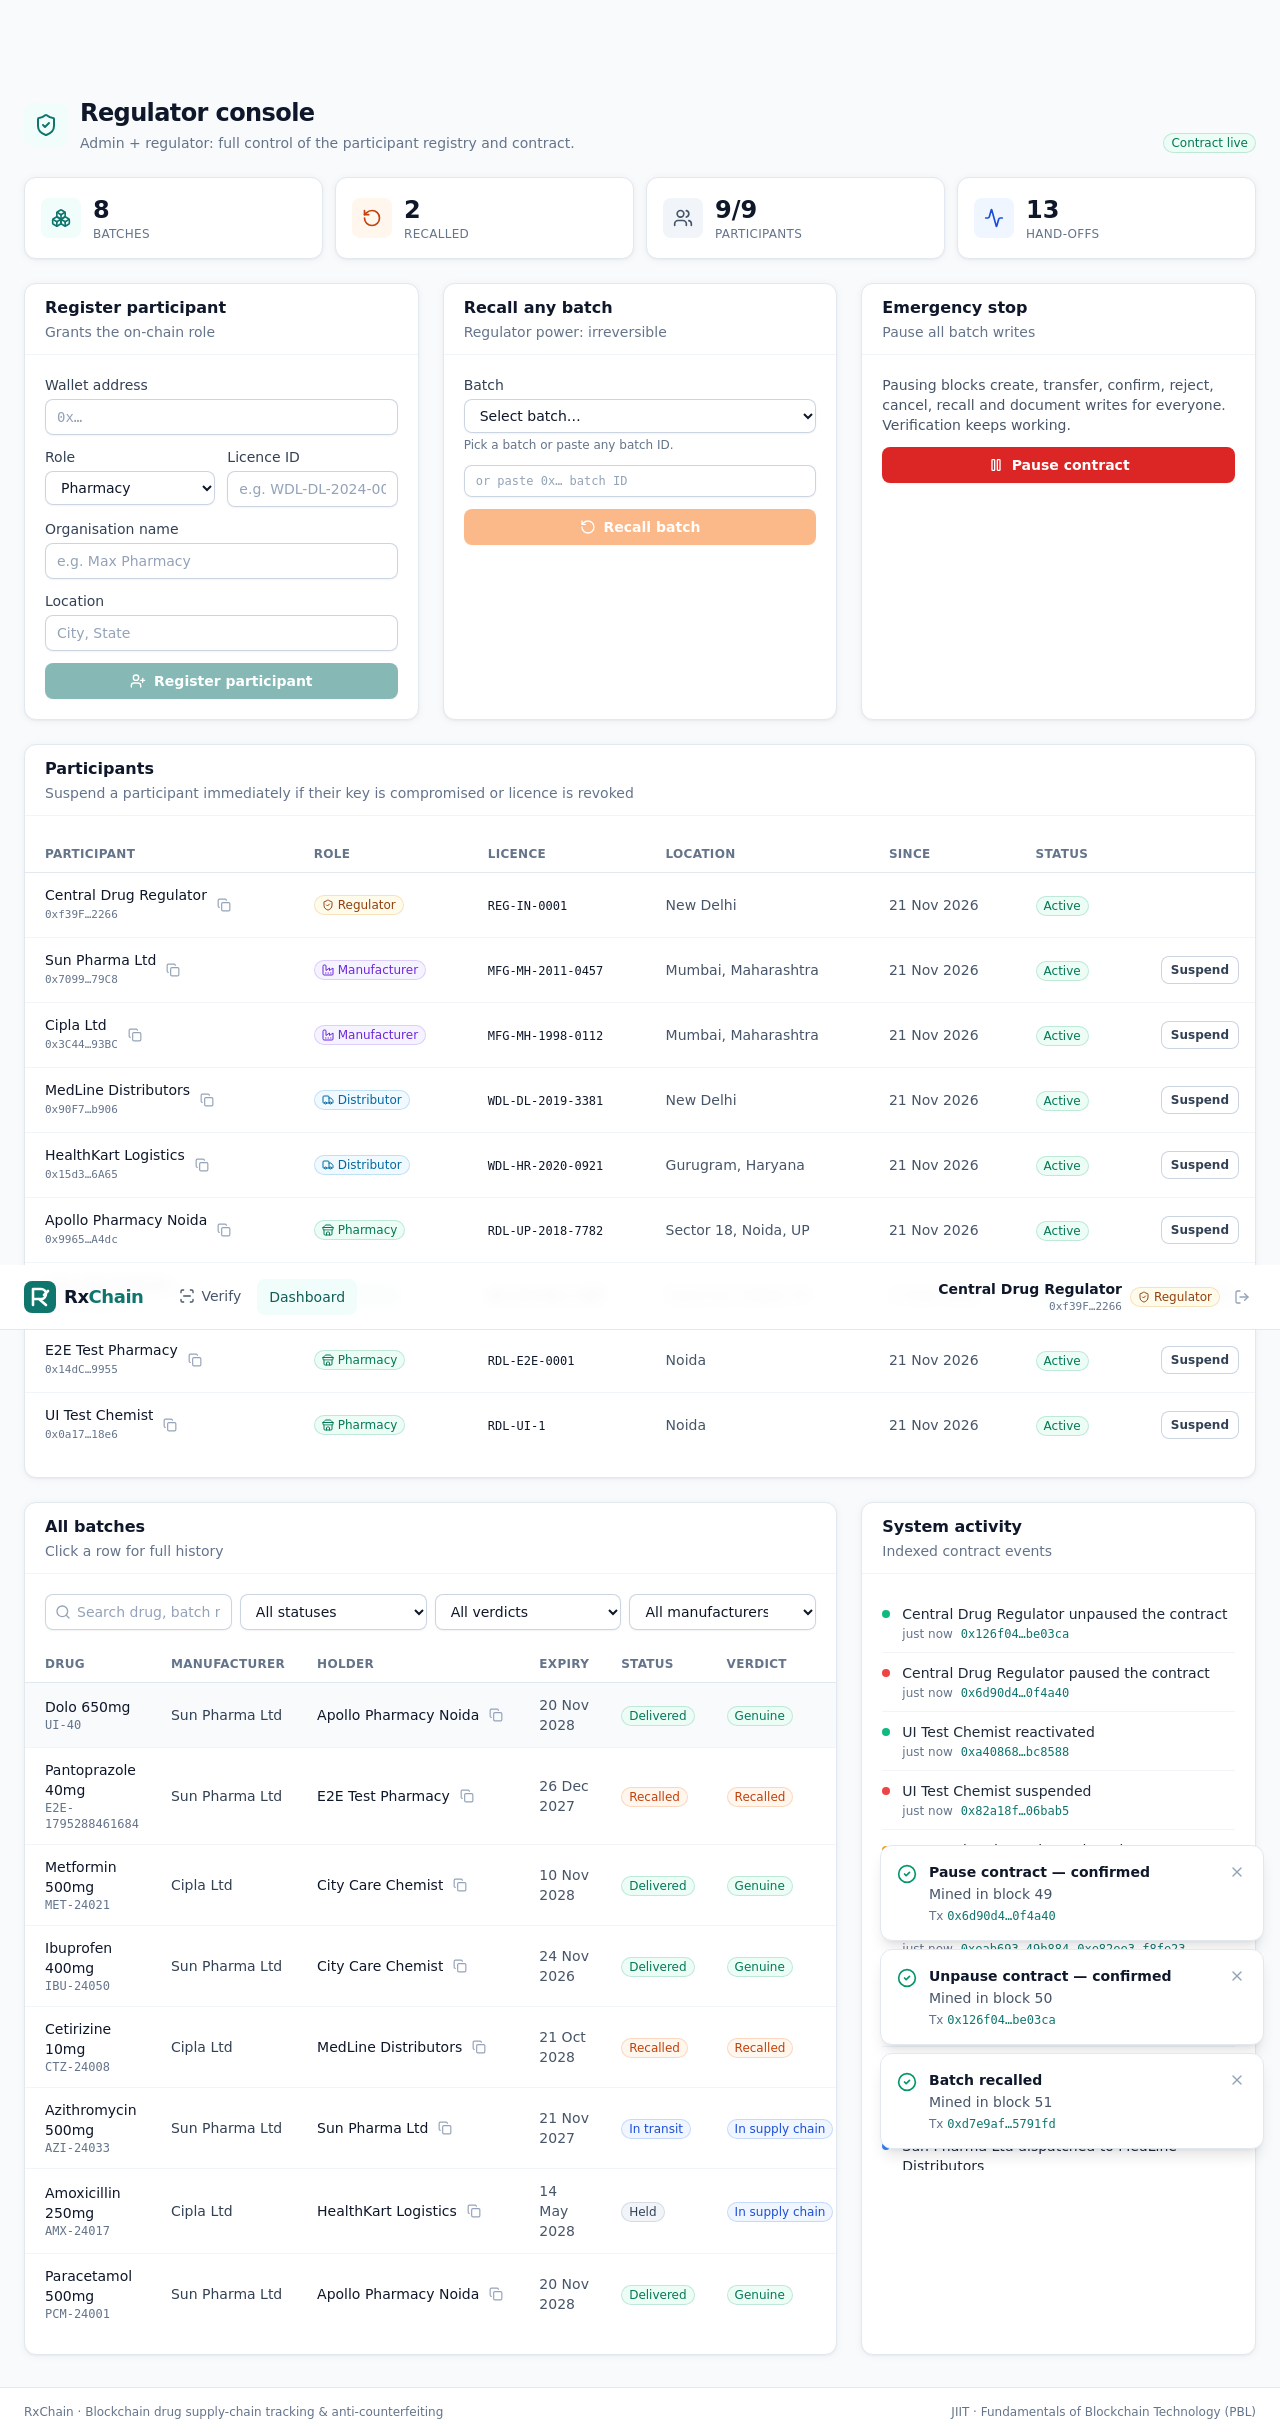 Regulator console
Admin + regulator: full control of the participant registry and contract.
Contract live
8
BATCHES
2
RECALLED
9/9
PARTICIPANTS
13
HAND-OFFS
Register participant
Grants the on-chain role
Wallet address
0x…
Role
Licence ID
Pharmacy
e.g. WDL-DL-2024-00
Organisation name
e.g. Max Pharmacy
Location
City, State
Register participant
Recall any batch
Regulator power: irreversible
Batch
Select batch…
Pick a batch or paste any batch ID.
or paste 0x… batch ID
Recall batch
Emergency stop
Pause all batch writes
Pausing blocks create, transfer, confirm, reject,
cancel, recall and document writes for everyone.
Verification keeps working.
Pause contract
Participants
Suspend a participant immediately if their key is compromised or licence is revoked
PARTICIPANT ROLE LICENCE LOCATION SINCE STATUS
Central Drug Regulator
0xf39F…2266
Regulator REG-IN-0001 New Delhi 21 Nov 2026 Active
Sun Pharma Ltd
0x7099…79C8
Manufacturer MFG-MH-2011-0457 Mumbai, Maharashtra 21 Nov 2026 Active Suspend
Cipla Ltd
0x3C44…93BC
Manufacturer MFG-MH-1998-0112 Mumbai, Maharashtra 21 Nov 2026 Active Suspend
MedLine Distributors
0x90F7…b906
Distributor WDL-DL-2019-3381 New Delhi 21 Nov 2026 Active Suspend
HealthKart Logistics
0x15d3…6A65
Distributor WDL-HR-2020-0921 Gurugram, Haryana 21 Nov 2026 Active Suspend
Apollo Pharmacy Noida
0x9965…A4dc
Pharmacy RDL-UP-2018-7782 Sector 18, Noida, UP 21 Nov 2026 Active Suspend
RxChain Verify Dashboard
Central Drug Regulator
0xf39F…2266
Regulator
E2E Test Pharmacy
0x14dC…9955
Pharmacy RDL-E2E-0001 Noida 21 Nov 2026 Active Suspend
UI Test Chemist
0x0a17…18e6
Pharmacy RDL-UI-1 Noida 21 Nov 2026 Active Suspend
All batches
Click a row for full history
Search drug, batch r
All statuses
All verdicts
All manufacturers
DRUG MANUFACTURER HOLDER EXPIRY STATUS VERDICT
Dolo 650mg
UI-40
Sun Pharma Ltd Apollo Pharmacy Noida
20 Nov
2028
Delivered Genuine
Pantoprazole
40mg
E2E-
1795288461684
Sun Pharma Ltd E2E Test Pharmacy
26 Dec
2027
Recalled Recalled
Metformin
500mg
MET-24021
Cipla Ltd City Care Chemist
10 Nov
2028
Delivered Genuine
Ibuprofen
400mg
IBU-24050
Sun Pharma Ltd City Care Chemist
24 Nov
2026
Delivered Genuine
Cetirizine
10mg
CTZ-24008
Cipla Ltd MedLine Distributors
21 Oct
2028
Recalled Recalled
Azithromycin
500mg
AZI-24033
Sun Pharma Ltd Sun Pharma Ltd
21 Nov
2027
In transit In supply chain
Amoxicillin
250mg
AMX-24017
Cipla Ltd HealthKart Logistics
14
May
2028
Held In supply chain
Paracetamol
500mg
PCM-24001
Sun Pharma Ltd Apollo Pharmacy Noida
20 Nov
2028
Delivered Genuine
System activity
Indexed contract events
Central Drug Regulator unpaused the contract
just now 0x126f04…be03ca
Central Drug Regulator paused the contract
just now 0x6d90d4…0f4a40
UI Test Chemist reactivated
just now 0xa40868…bc8588
UI Test Chemist suspended
just now 0x82a18f…06bab5
Pause contract — confirmed
Mined in block 49
Tx 0x6d90d4…0f4a40
just now
Unpause contract — confirmed
Mined in block 50
Tx 0x126f04…be03ca
Batch recalled
Mined in block 51
Tx 0xd7e9af…5791fd
Sun Pharma Ltd dispatched to MedLine
Distributors
RxChain · Blockchain drug supply-chain tracking & anti-counterfeiting
JIIT · Fundamentals of Blockchain Technology (PBL)